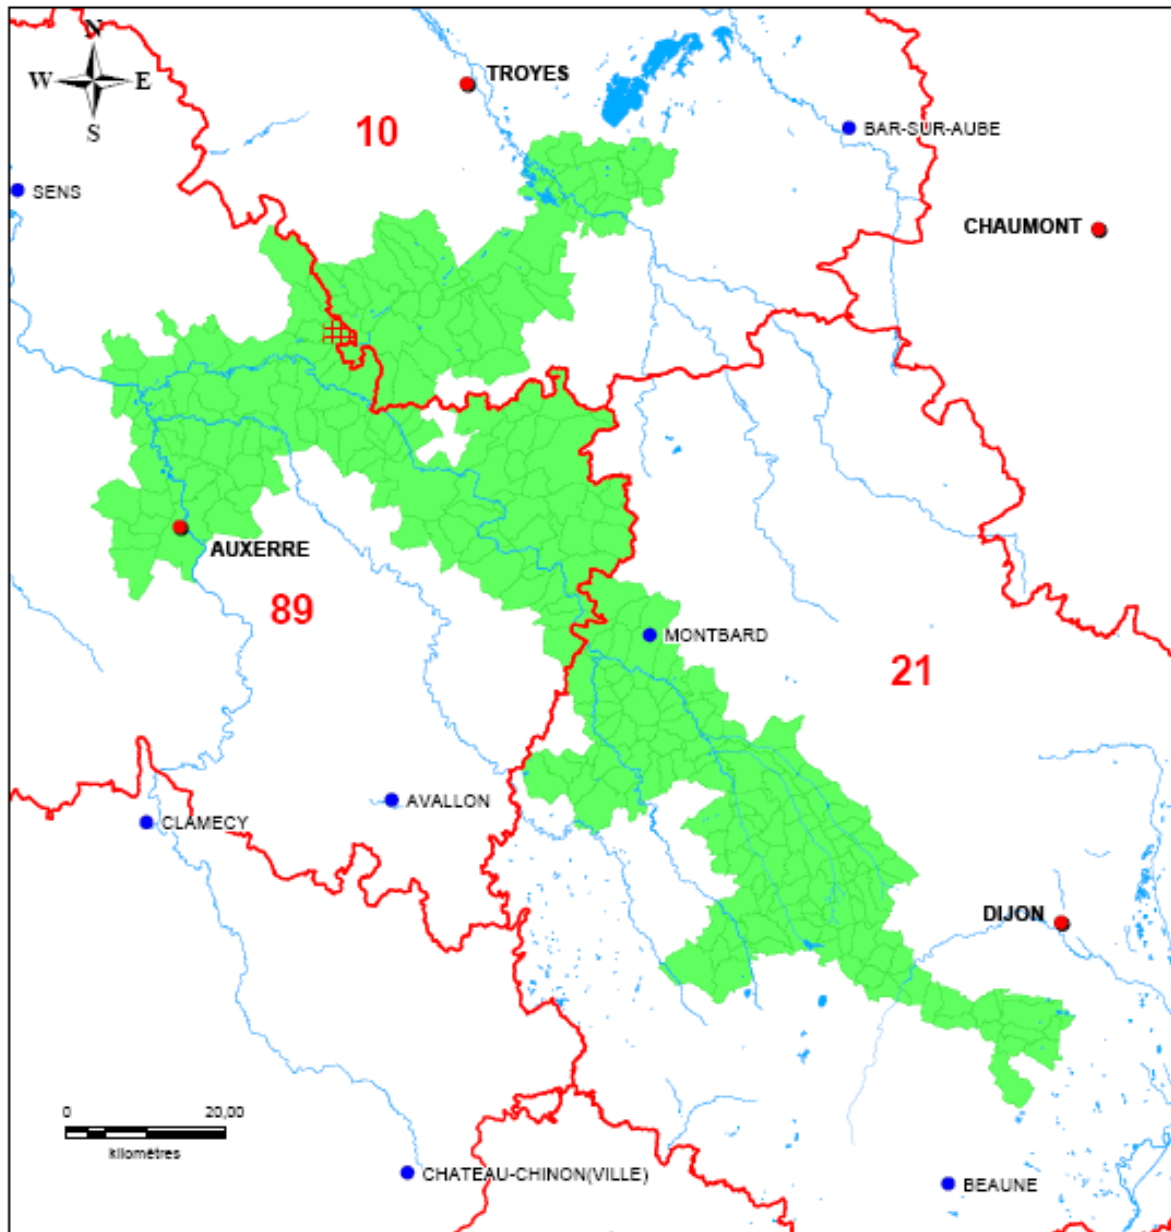 N
W E
S
TROYES
10
BAR-SUR-AUBE
SENS
CHAUMONT
AUXERRE
89
MONTBARD
21
AVALLON
CLAMECY
DIJON
0 20,00
kilomètres
CHATEAU-CHINON(VILLE)
BEAUNE